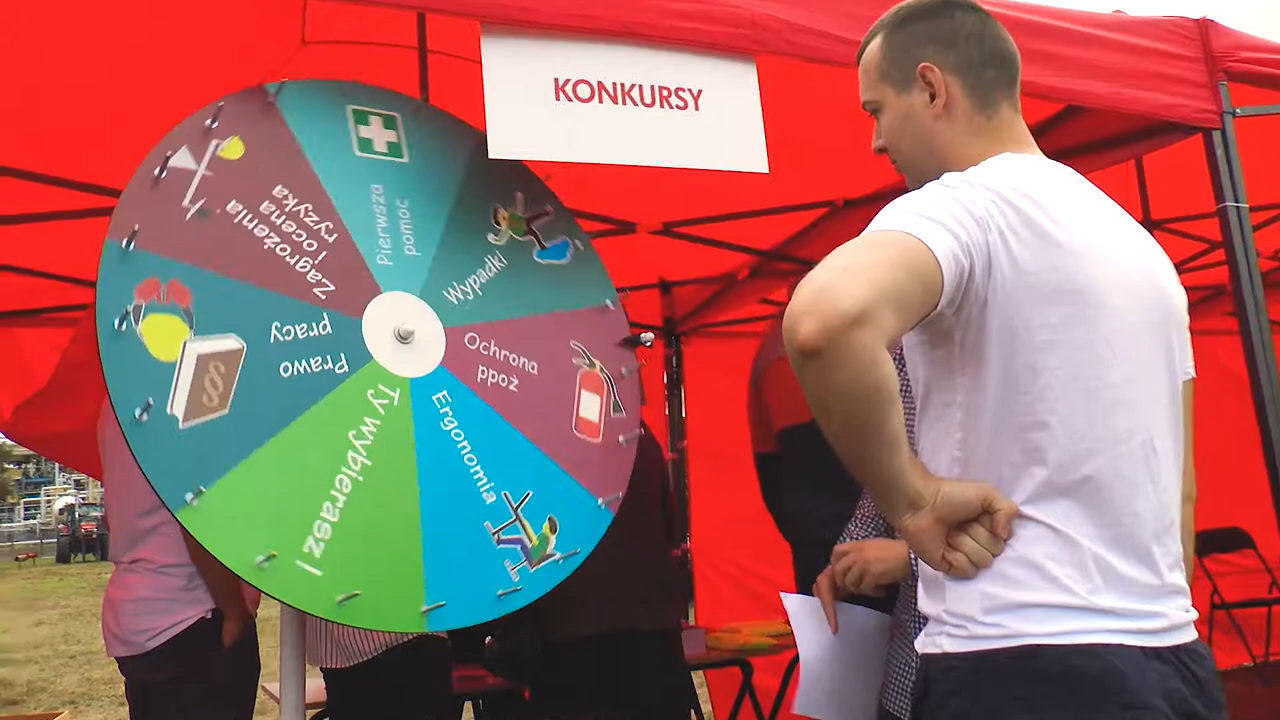 KONKURSY
Pierwsza
pomoc
Wypadki
Ochrona
ppoż
Ergonomia
Ty wybierasz!
Prawo
pracy
Zagrożenia
i ocena
ryzyka
§